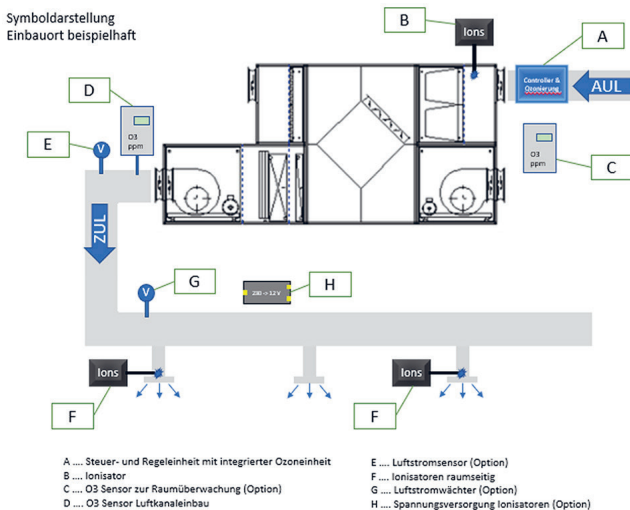 Symboldarstellung
Einbauort beispielhaft
B
Ions
A
Controller &
Ozonierung
AUL
D
O3
ppm
E
V
O3
ppm
C
ZUL
G
V
230 -> 12 V
H
Ions
F
Ions
F
A .... Steuer- und Regeleinheit mit integrierter Ozoneinheit
B .... Ionisator
C .... O3 Sensor zur Raumüberwachung (Option)
D .... O3 Sensor Luftkanaleinbau
E .... Luftstromsensor (Option)
F .... Ionisatoren raumseitig
G .... Luftstromwächter (Option)
H .... Spannungsversorgung Ionisatoren (Option)